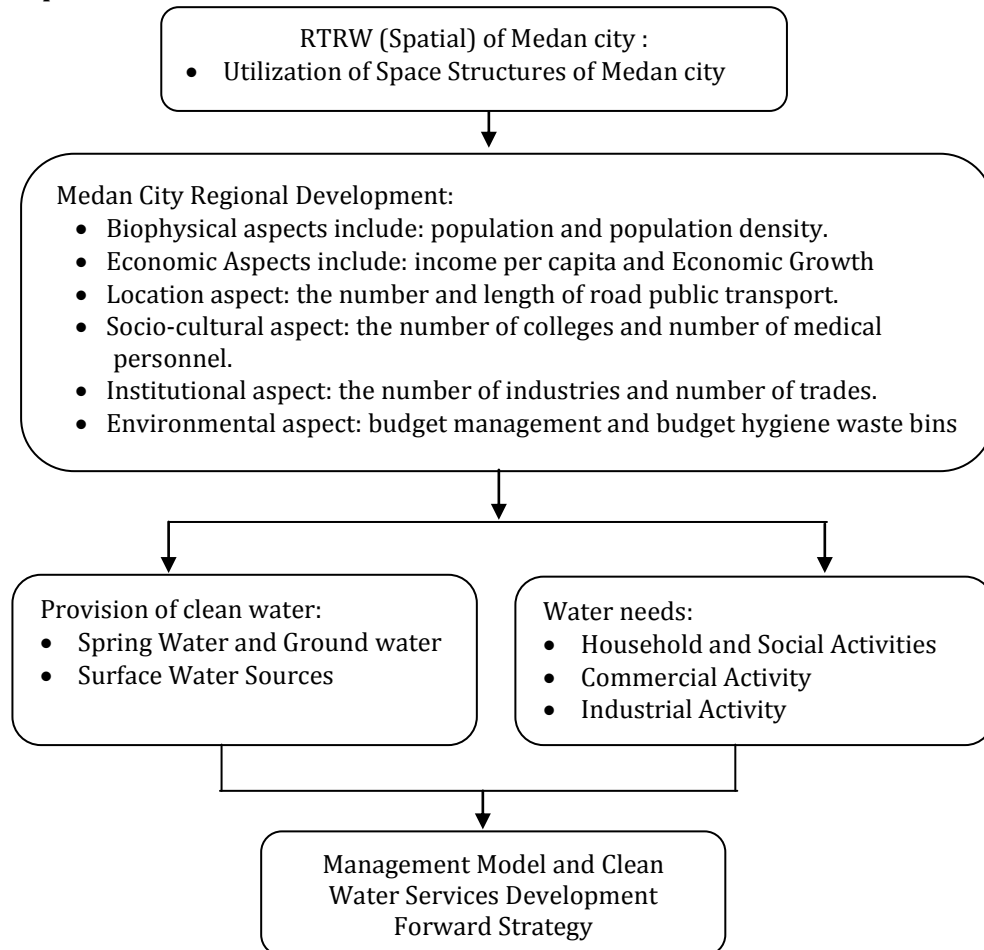 RTRW (Spatial) of Medan city :
• Utilization of Space Structures of Medan city
Medan City Regional Development:
• Biophysical aspects include: population and population density.
• Economic Aspects include: income per capita and Economic Growth
• Location aspect: the number and length of road public transport.
• Socio-cultural aspect: the number of colleges and number of medical
personnel.
• Institutional aspect: the number of industries and number of trades.
• Environmental aspect: budget management and budget hygiene waste bins
Provision of clean water:
• Spring Water and Ground water
• Surface Water Sources
Water needs:
• Household and Social Activities
• Commercial Activity
• Industrial Activity
Management Model and Clean
Water Services Development
Forward Strategy